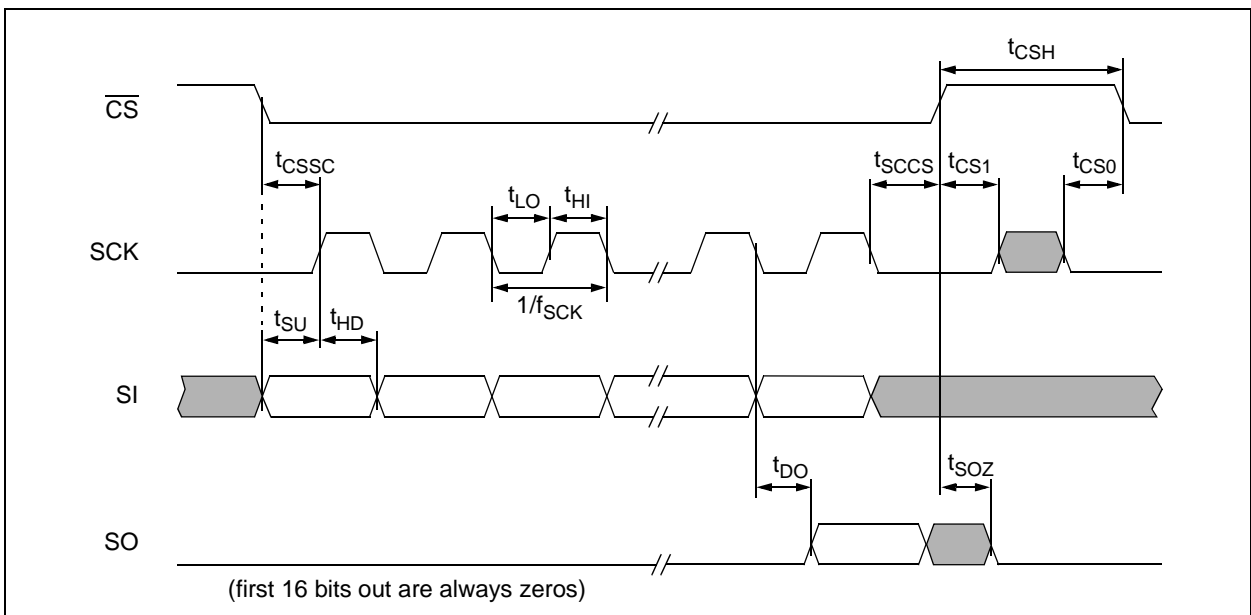 tCSH
CS
tCSSC
tSCCS
tCS1
tCS0
tLO
tHI
SCK
1/fSCK
tSU
tHD
SI
tDO
tSOZ
SO
(first 16 bits out are always zeros)